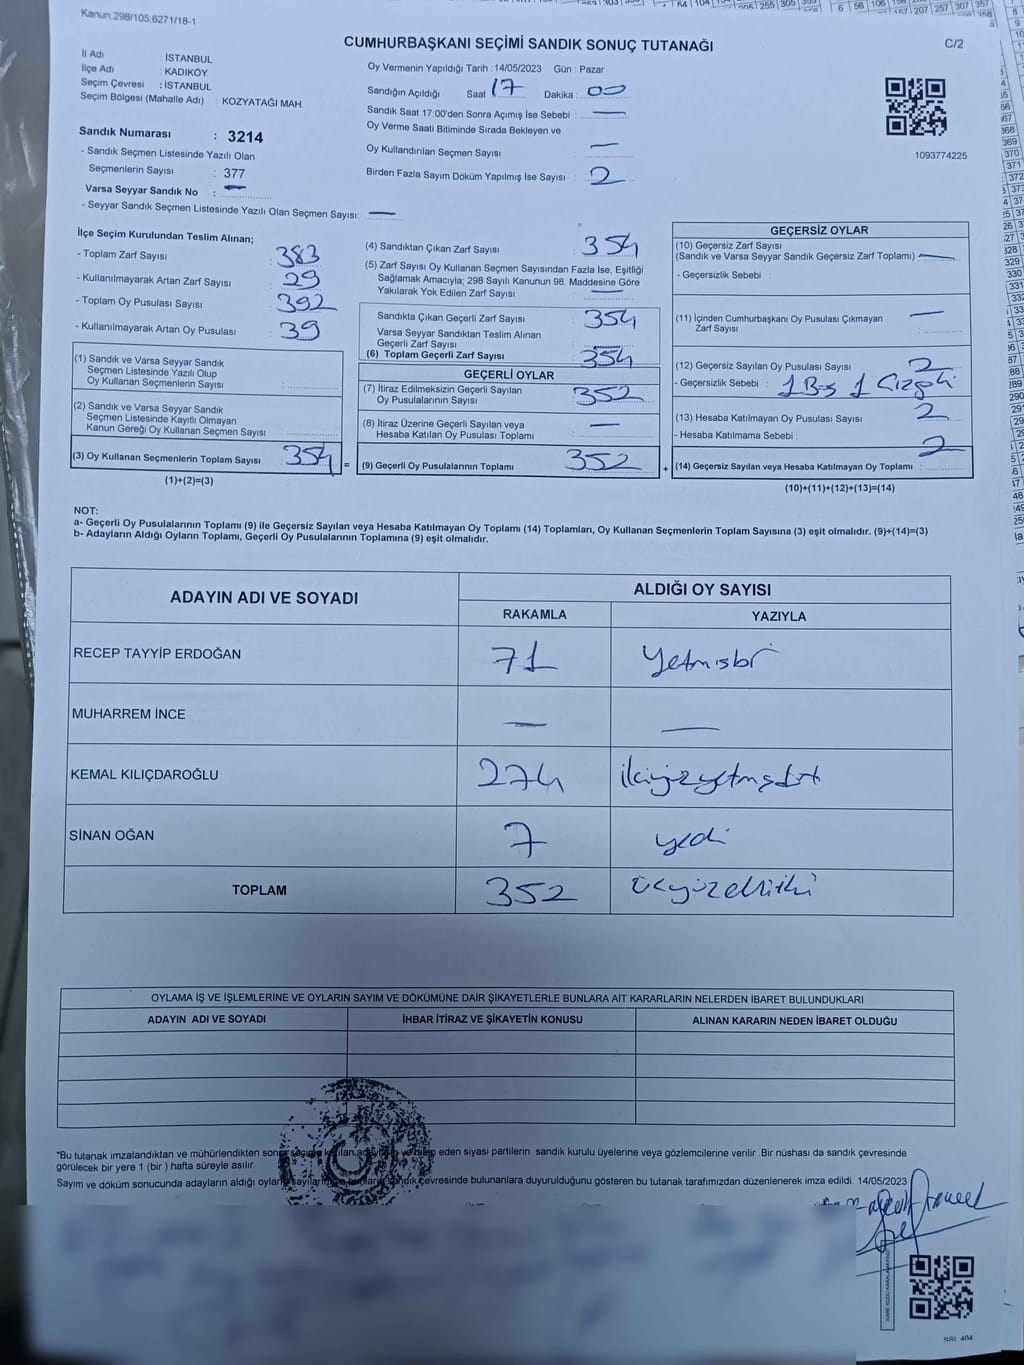 Kanun:298/105,6271/18-1
CUMHURBAŞKANI SEÇİMİ SANDIK SONUÇ TUTANAĞI
C/2
İl Adı : İSTANBUL
İlçe Adı : KADIKÖY
Seçim Çevresi : İSTANBUL
Seçim Bölgesi (Mahalle Adı) : KOZYATAĞI MAH.
Sandık Numarası : 3214
- Sandık Seçmen Listesinde Yazılı Olan
Seçmenlerin Sayısı : 377
Varsa Seyyar Sandık No : —
- Seyyar Sandık Seçmen Listesinde Yazılı Olan Seçmen Sayısı: —
Oy Vermenin Yapıldığı Tarih : 14/05/2023 Gün : Pazar
Sandığın Açıldığı Saat 17 Dakika : 00
Sandık Saat 17:00'den Sonra Açımış İse Sebebi : —
Oy Verme Saati Bitiminde Sırada Bekleyen ve
Oy Kullandırılan Seçmen Sayısı : —
Birden Fazla Sayım Döküm Yapılmış İse Sayısı : 2
1093774225
İlçe Seçim Kurulundan Teslim Alınan;
- Toplam Zarf Sayısı : 383
- Kullanılmayarak Artan Zarf Sayısı : 29
- Toplam Oy Pusulası Sayısı : 392
- Kullanılmayarak Artan Oy Pusulası : 39
(1) Sandık ve Varsa Seyyar Sandık
Seçmen Listesinde Yazılı Olup
Oy Kullanan Seçmenlerin Sayısı :
(2) Sandık ve Varsa Seyyar Sandık
Seçmen Listesinde Kayıtlı Olmayan
Kanun Gereği Oy Kullanan Seçmen Sayısı :
(3) Oy Kullanan Seçmenlerin Toplam Sayısı : 354
(1)+(2)=(3)
=
(4) Sandıktan Çıkan Zarf Sayısı : 354
(5) Zarf Sayısı Oy Kullanan Seçmen Sayısından Fazla İse, Eşitliği
Sağlamak Amacıyla; 298 Sayılı Kanunun 98. Maddesine Göre
Yakılarak Yok Edilen Zarf Sayısı : —
Sandıkta Çıkan Geçerli Zarf Sayısı : 354
Varsa Seyyar Sandıktan Teslim Alınan
Geçerli Zarf Sayısı :
(6) Toplam Geçerli Zarf Sayısı : 354
GEÇERLİ OYLAR
(7) İtiraz Edilmeksizin Geçerli Sayılan
Oy Pusulalarının Sayısı : 352
(8) İtiraz Üzerine Geçerli Sayılan veya
Hesaba Katılan Oy Pusulası Toplamı : —
(9) Geçerli Oy Pusulalarının Toplamı : 352
+
GEÇERSİZ OYLAR
(10) Geçersiz Zarf Sayısı
(Sandık ve Varsa Seyyar Sandık Geçersiz Zarf Toplamı) : —
- Geçersizlik Sebebi :
(11) İçinden Cumhurbaşkanı Oy Pusulası Çıkmayan
Zarf Sayısı : —
(12) Geçersiz Sayılan Oy Pusulası Sayısı : 2
- Geçersizlik Sebebi : 1 Boş 1 Çizgili
(13) Hesaba Katılmayan Oy Pusulası Sayısı : 2
- Hesaba Katılmama Sebebi :
(14) Geçersiz Sayılan veya Hesaba Katılmayan Oy Toplamı : 2
(10)+(11)+(12)+(13)=(14)
NOT:
a- Geçerli Oy Pusulalarının Toplamı (9) ile Geçersiz Sayılan veya Hesaba Katılmayan Oy Toplamı (14) Toplamları, Oy Kullanan Seçmenlerin Toplam Sayısına (3) eşit olmalıdır. (9)+(14)=(3)
b- Adayların Aldığı Oyların Toplamı, Geçerli Oy Pusulalarının Toplamına (9) eşit olmalıdır.
ADAYIN ADI VE SOYADI
ALDIĞI OY SAYISI
RAKAMLA YAZIYLA
RECEP TAYYİP ERDOĞAN 71 yetmişbir
MUHARREM İNCE — —
KEMAL KILIÇDAROĞLU 274 ikiyüzyetmişdört
SİNAN OĞAN 7 yedi
TOPLAM 352 üçyüzelliiki
OYLAMA İŞ VE İŞLEMLERİNE VE OYLARIN SAYIM VE DÖKÜMÜNE DAİR ŞİKAYETLERLE BUNLARA AİT KARARLARIN NELERDEN İBARET BULUNDUKLARI
ADAYIN ADI VE SOYADI İHBAR İTİRAZ VE ŞİKAYETİN KONUSU ALINAN KARARIN NEDEN İBARET OLDUĞU
*Bu tutanak imzalandıktan ve mühürlendikten sonra eden siyasi partilerin sandık kurulu üyelerine veya gözlemcilerine verilir .Bir nüshası da sandık çevresinde
görülecek bir yere 1 (bir ) hafta süreyle asılır.
Sayım ve döküm sonucunda adayların aldığı oyların sandık çevresinde bulunanlara duyurulduğunu gösteren bu tutanak tarafımızdan düzenlenerek imza edildi. 14/05/2023